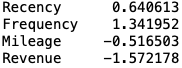 Recency 0.640613
Frequency 1.341952
Mileage -0.516503
Revenue -1.572178